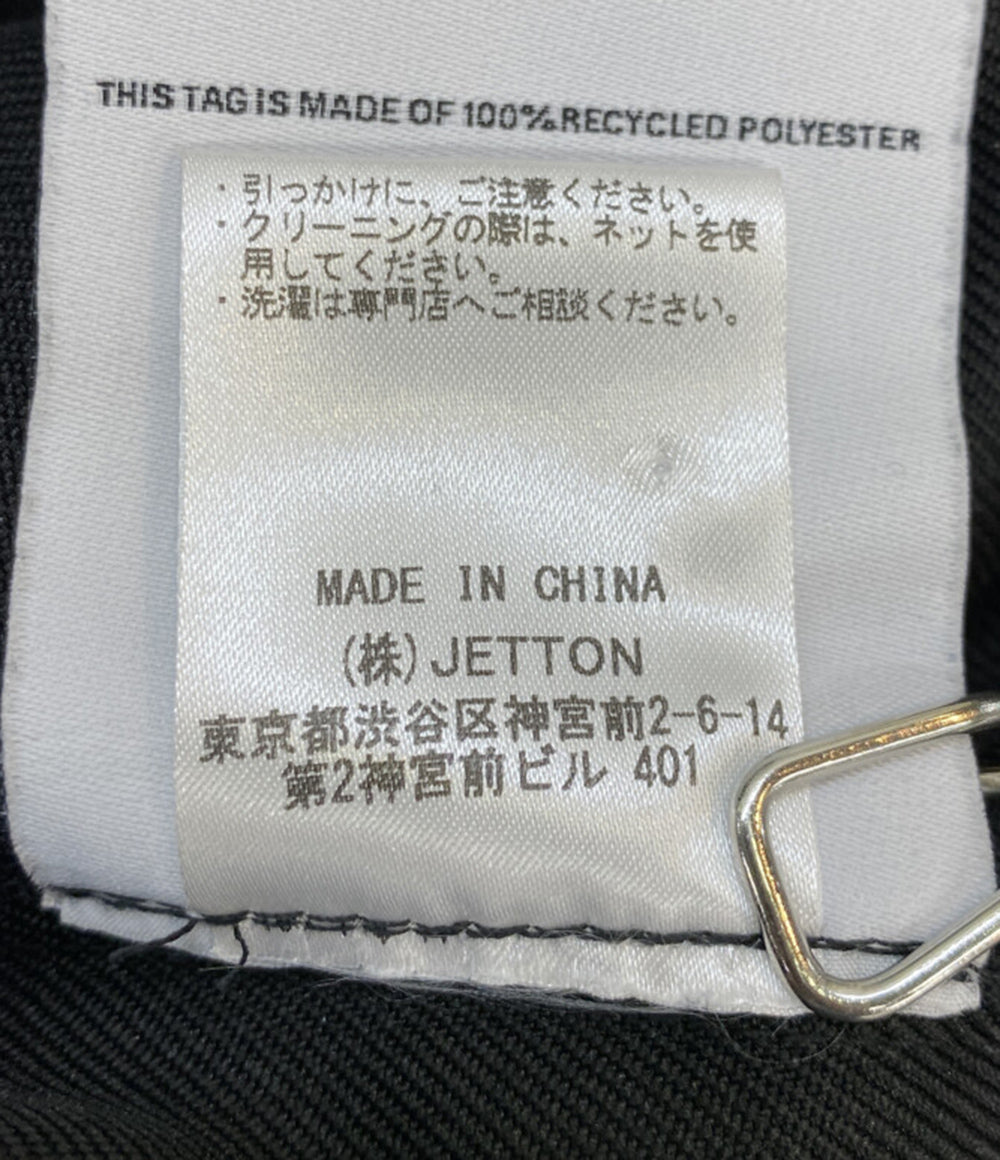 THIS TAG IS MADE OF 100% RECYCLED POLYESTER
・引っかけに、ご注意ください。
・クリーニングの際は、ネットを使
用してください。
・洗濯は専門店へご相談ください。
MADE IN CHINA
(株)JETTON
東京都渋谷区神宮前2-6-14
第2神宮前ビル 401